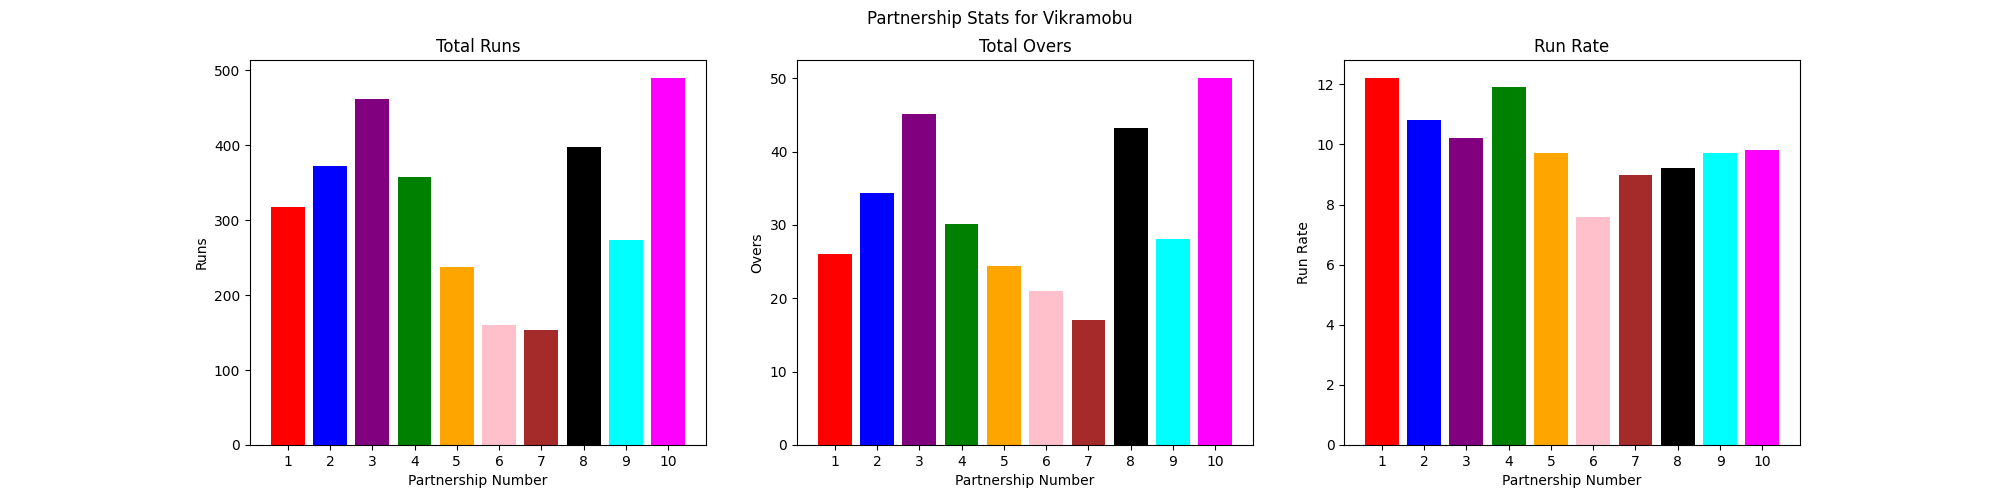 Partnership Stats for Vikramobu
Total Runs
500
400
300
200
100
0
Runs
1 2 3 4 5 6 7 8 9 10
Partnership Number
Total Overs
50
40
30
20
10
0
Overs
1 2 3 4 5 6 7 8 9 10
Partnership Number
Run Rate
12
10
8
6
4
2
0
Run Rate
1 2 3 4 5 6 7 8 9 10
Partnership Number